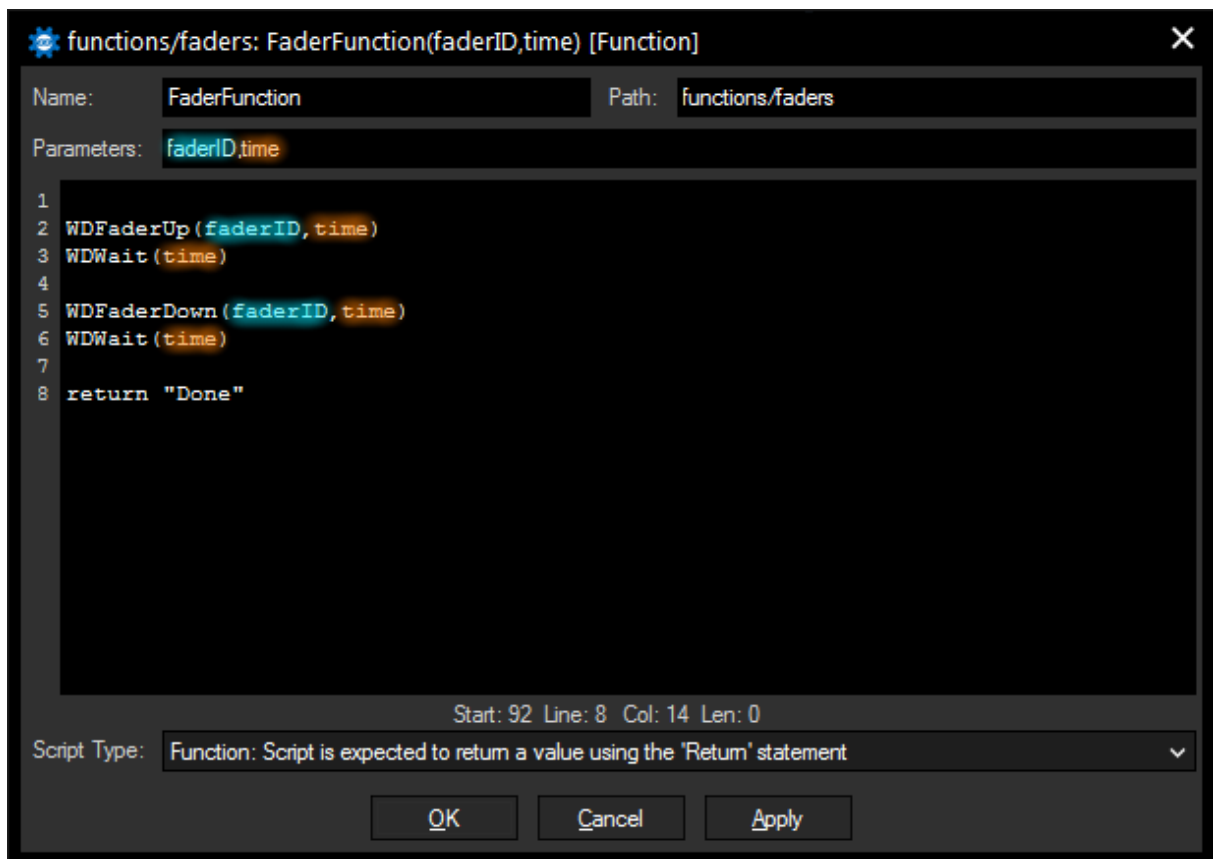 functions/faders: FaderFunction(faderID,time) [Function]
Name: FaderFunction Path: functions/faders
Parameters: faderID,time
1
2 WDFaderUp(faderID,time)
3 WDWait(time)
4
5 WDFaderDown(faderID,time)
6 WDWait(time)
7
8 return "Done"
Start: 92 Line: 8 Col: 14 Len: 0
Script Type: Function: Script is expected to return a value using the 'Return' statement
OK Cancel Apply